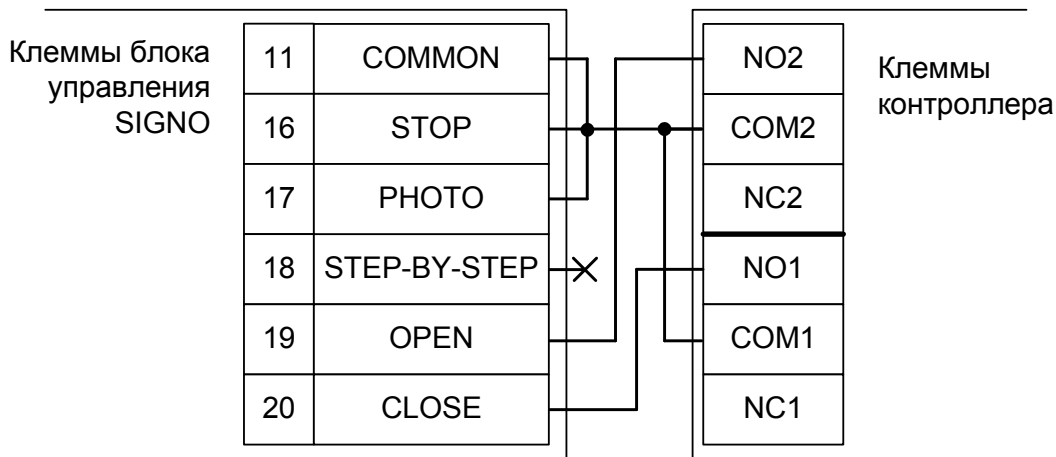 Клеммы блока
управления
SIGNO
11 COMMON
16 STOP
17 PHOTO
18 STEP-BY-STEP
19 OPEN
20 CLOSE
NO2
COM2
NC2
NO1
COM1
NC1
Клеммы
контроллера